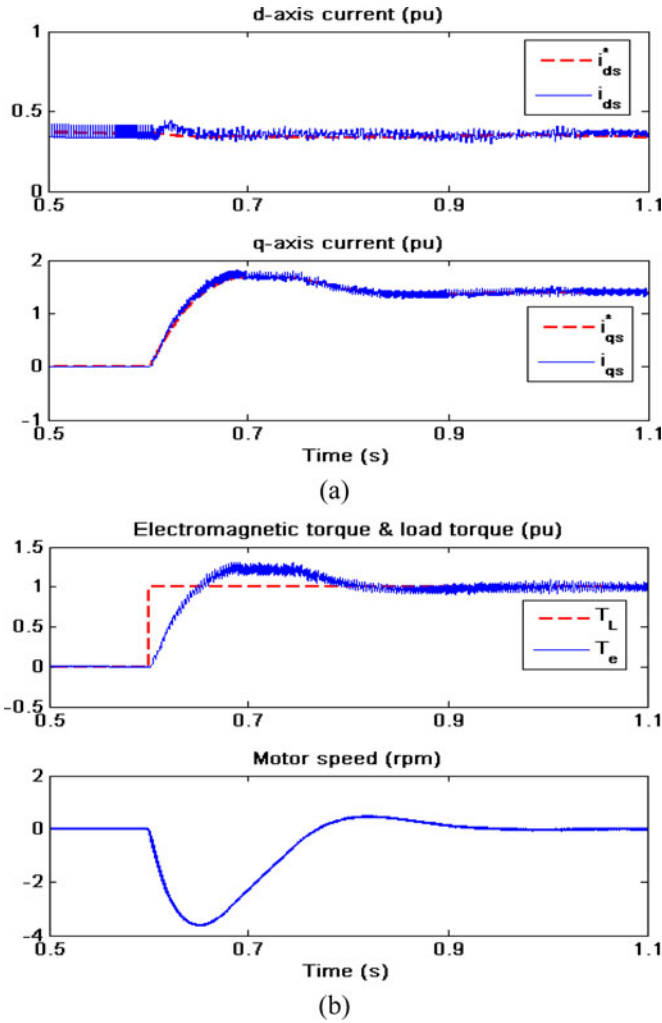 d-axis current (pu)
1
0.5
0
i*ds
ids
0.5 0.7 0.9 1.1
q-axis current (pu)
2
1
0
-1
i*qs
iqs
0.5 0.7 0.9 1.1
Time (s)
(a)
Electromagnetic torque & load torque (pu)
1.5
1
0
-0.5
TL
Te
0.5 0.7 0.9 1.1
Motor speed (rpm)
2
0
-2
-4
0.5 0.7 0.9 1.1
Time (s)
(b)